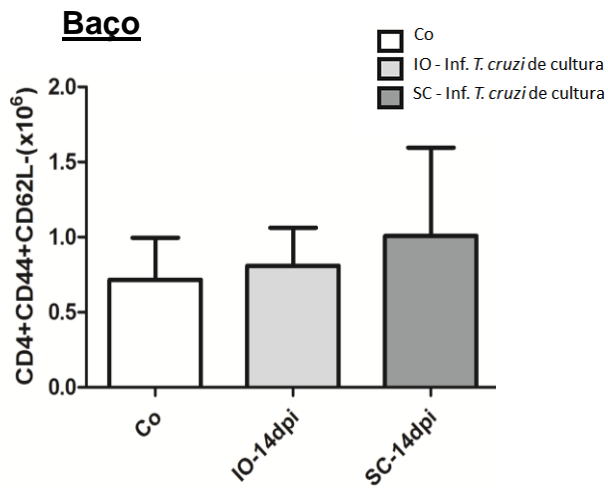 Baço
Co
IO - Inf. T. cruzi de cultura
SC - Inf. T. cruzi de cultura
CD4+CD44+CD62L-(x10⁶)
2.0
1.5
1.0
0.5
0.0
Co
IO-14dpi
SC-14dpi